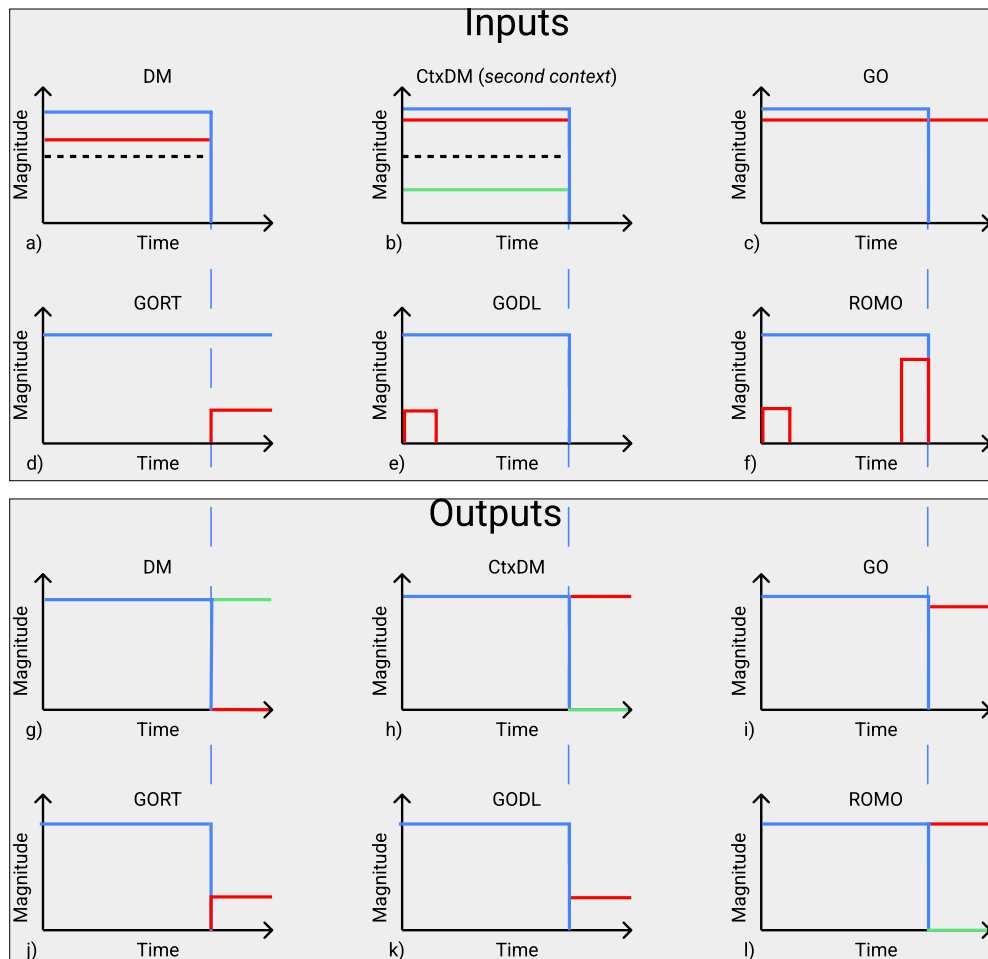 Inputs
DM
CtxDM (second context)
GO
Magnitude
Magnitude
Magnitude
a) Time
b) Time
c) Time
GORT
GODL
ROMO
Magnitude
Magnitude
Magnitude
d) Time
e) Time
f) Time
Outputs
DM
CtxDM
GO
Magnitude
Magnitude
Magnitude
g) Time
h) Time
i) Time
GORT
GODL
ROMO
Magnitude
Magnitude
Magnitude
j) Time
k) Time
l) Time